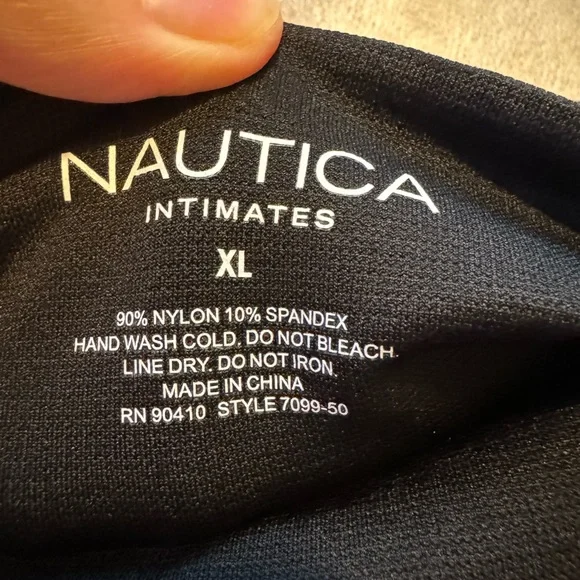 NAUTICA
INTIMATES
XL
90% NYLON 10% SPANDEX
HAND WASH COLD. DO NOT BLEACH.
LINE DRY. DO NOT IRON.
MADE IN CHINA
RN 90410 STYLE 7099-50